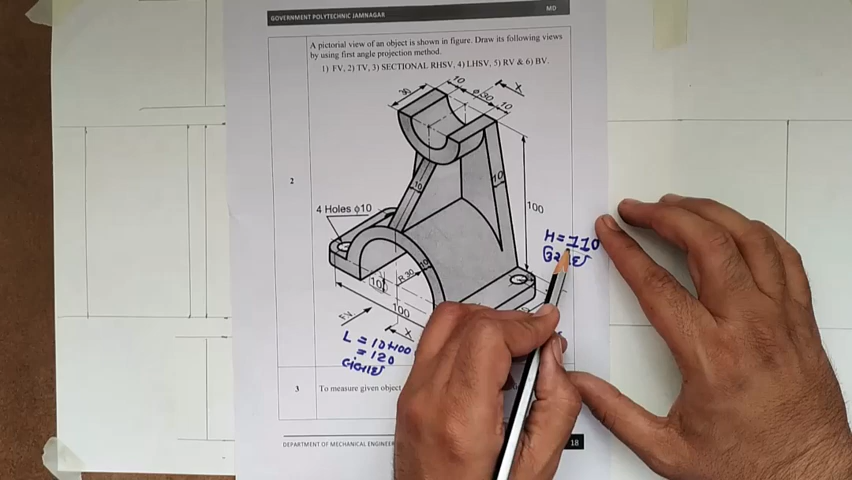 GOVERNMENT POLYTECHNIC JAMNAGAR
MD
A pictorial view of an object is shown in figure. Draw its following views
by using first angle projection method.
1) FV, 2) TV, 3) SECTIONAL RHSV, 4) LHSV, 5) RV & 6) BV.
2
10
X
ϕ30
10
10
10
100
4 Holes ϕ10
H=110
10
R 30
10
100
FV.
X
L = 10+100
= 120
લંબાઈ
3
To measure given object
DEPARTMENT OF MECHANICAL ENGINEER
18